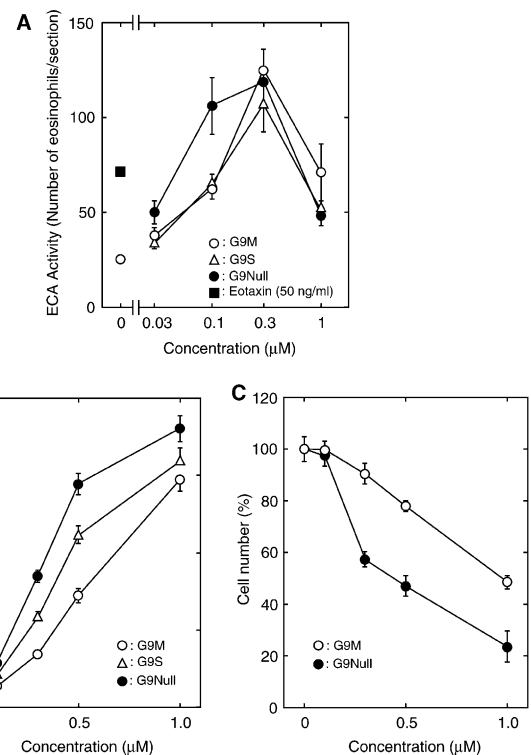 A
ECA Activity (Number of eosinophils/section)
150
100
50
0
: G9M
: G9S
: G9Null
: Eotaxin (50 ng/ml)
0 0.03 0.1 0.3 1
Concentration (μM)
: G9M
: G9S
: G9Null
0.5 1.0
Concentration (μM)
C
Cell number (%)
120
100
80
60
40
20
0
: G9M
: G9Null
0 0.5 1.0
Concentration (μM)